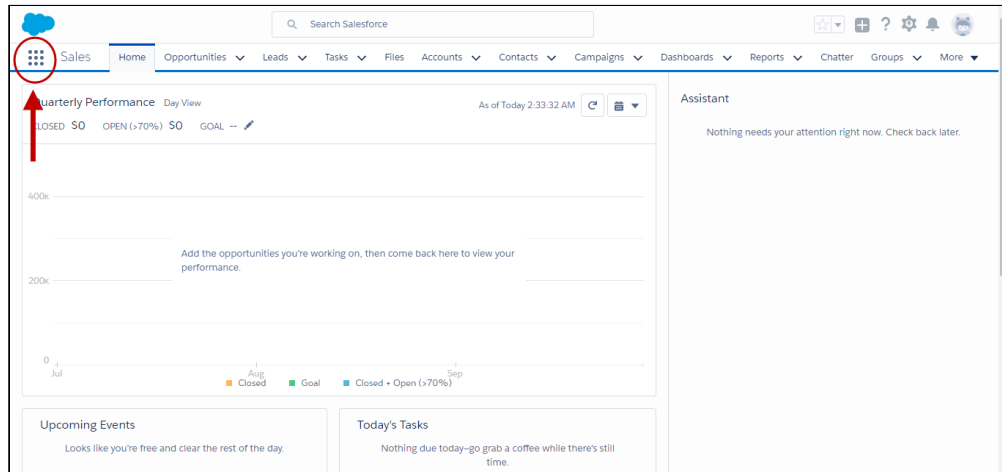 Search Salesforce
Sales Home Opportunities Leads Tasks Files Accounts Contacts Campaigns Dashboards Reports Chatter Groups More
Quarterly Performance Day View
As of Today 2:33:32 AM
CLOSED $0 OPEN (>70%) $0 GOAL --
400K
Add the opportunities you're working on, then come back here to view your
performance.
200K
0
Jul Aug Sep
Closed Goal Closed + Open (>70%)
Assistant
Nothing needs your attention right now. Check back later.
Upcoming Events
Looks like you're free and clear the rest of the day.
Today's Tasks
Nothing due today—go grab a coffee while there's still
time.